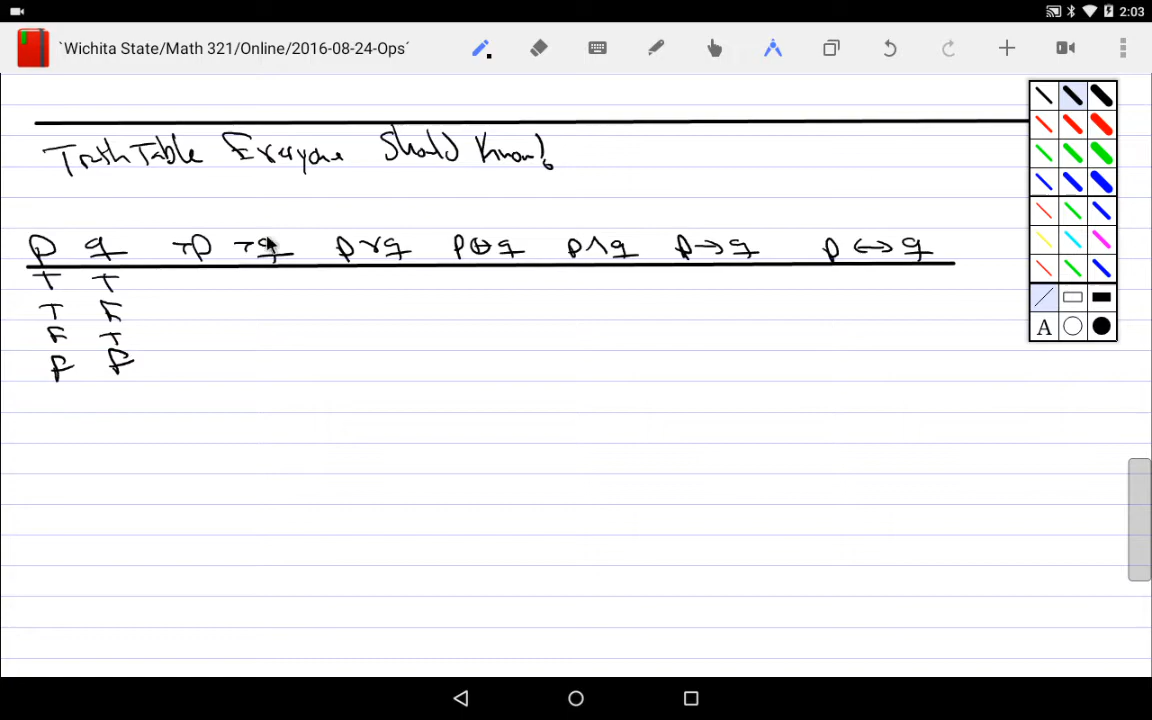 2:03
`Wichita State/Math 321/Online/2016-08-24-Ops´
Truth Table Everyone Should Know!
p q ¬p ¬q p∨q p⊕q p∧q p→q p↔q
T T
T F
F T
F F
A